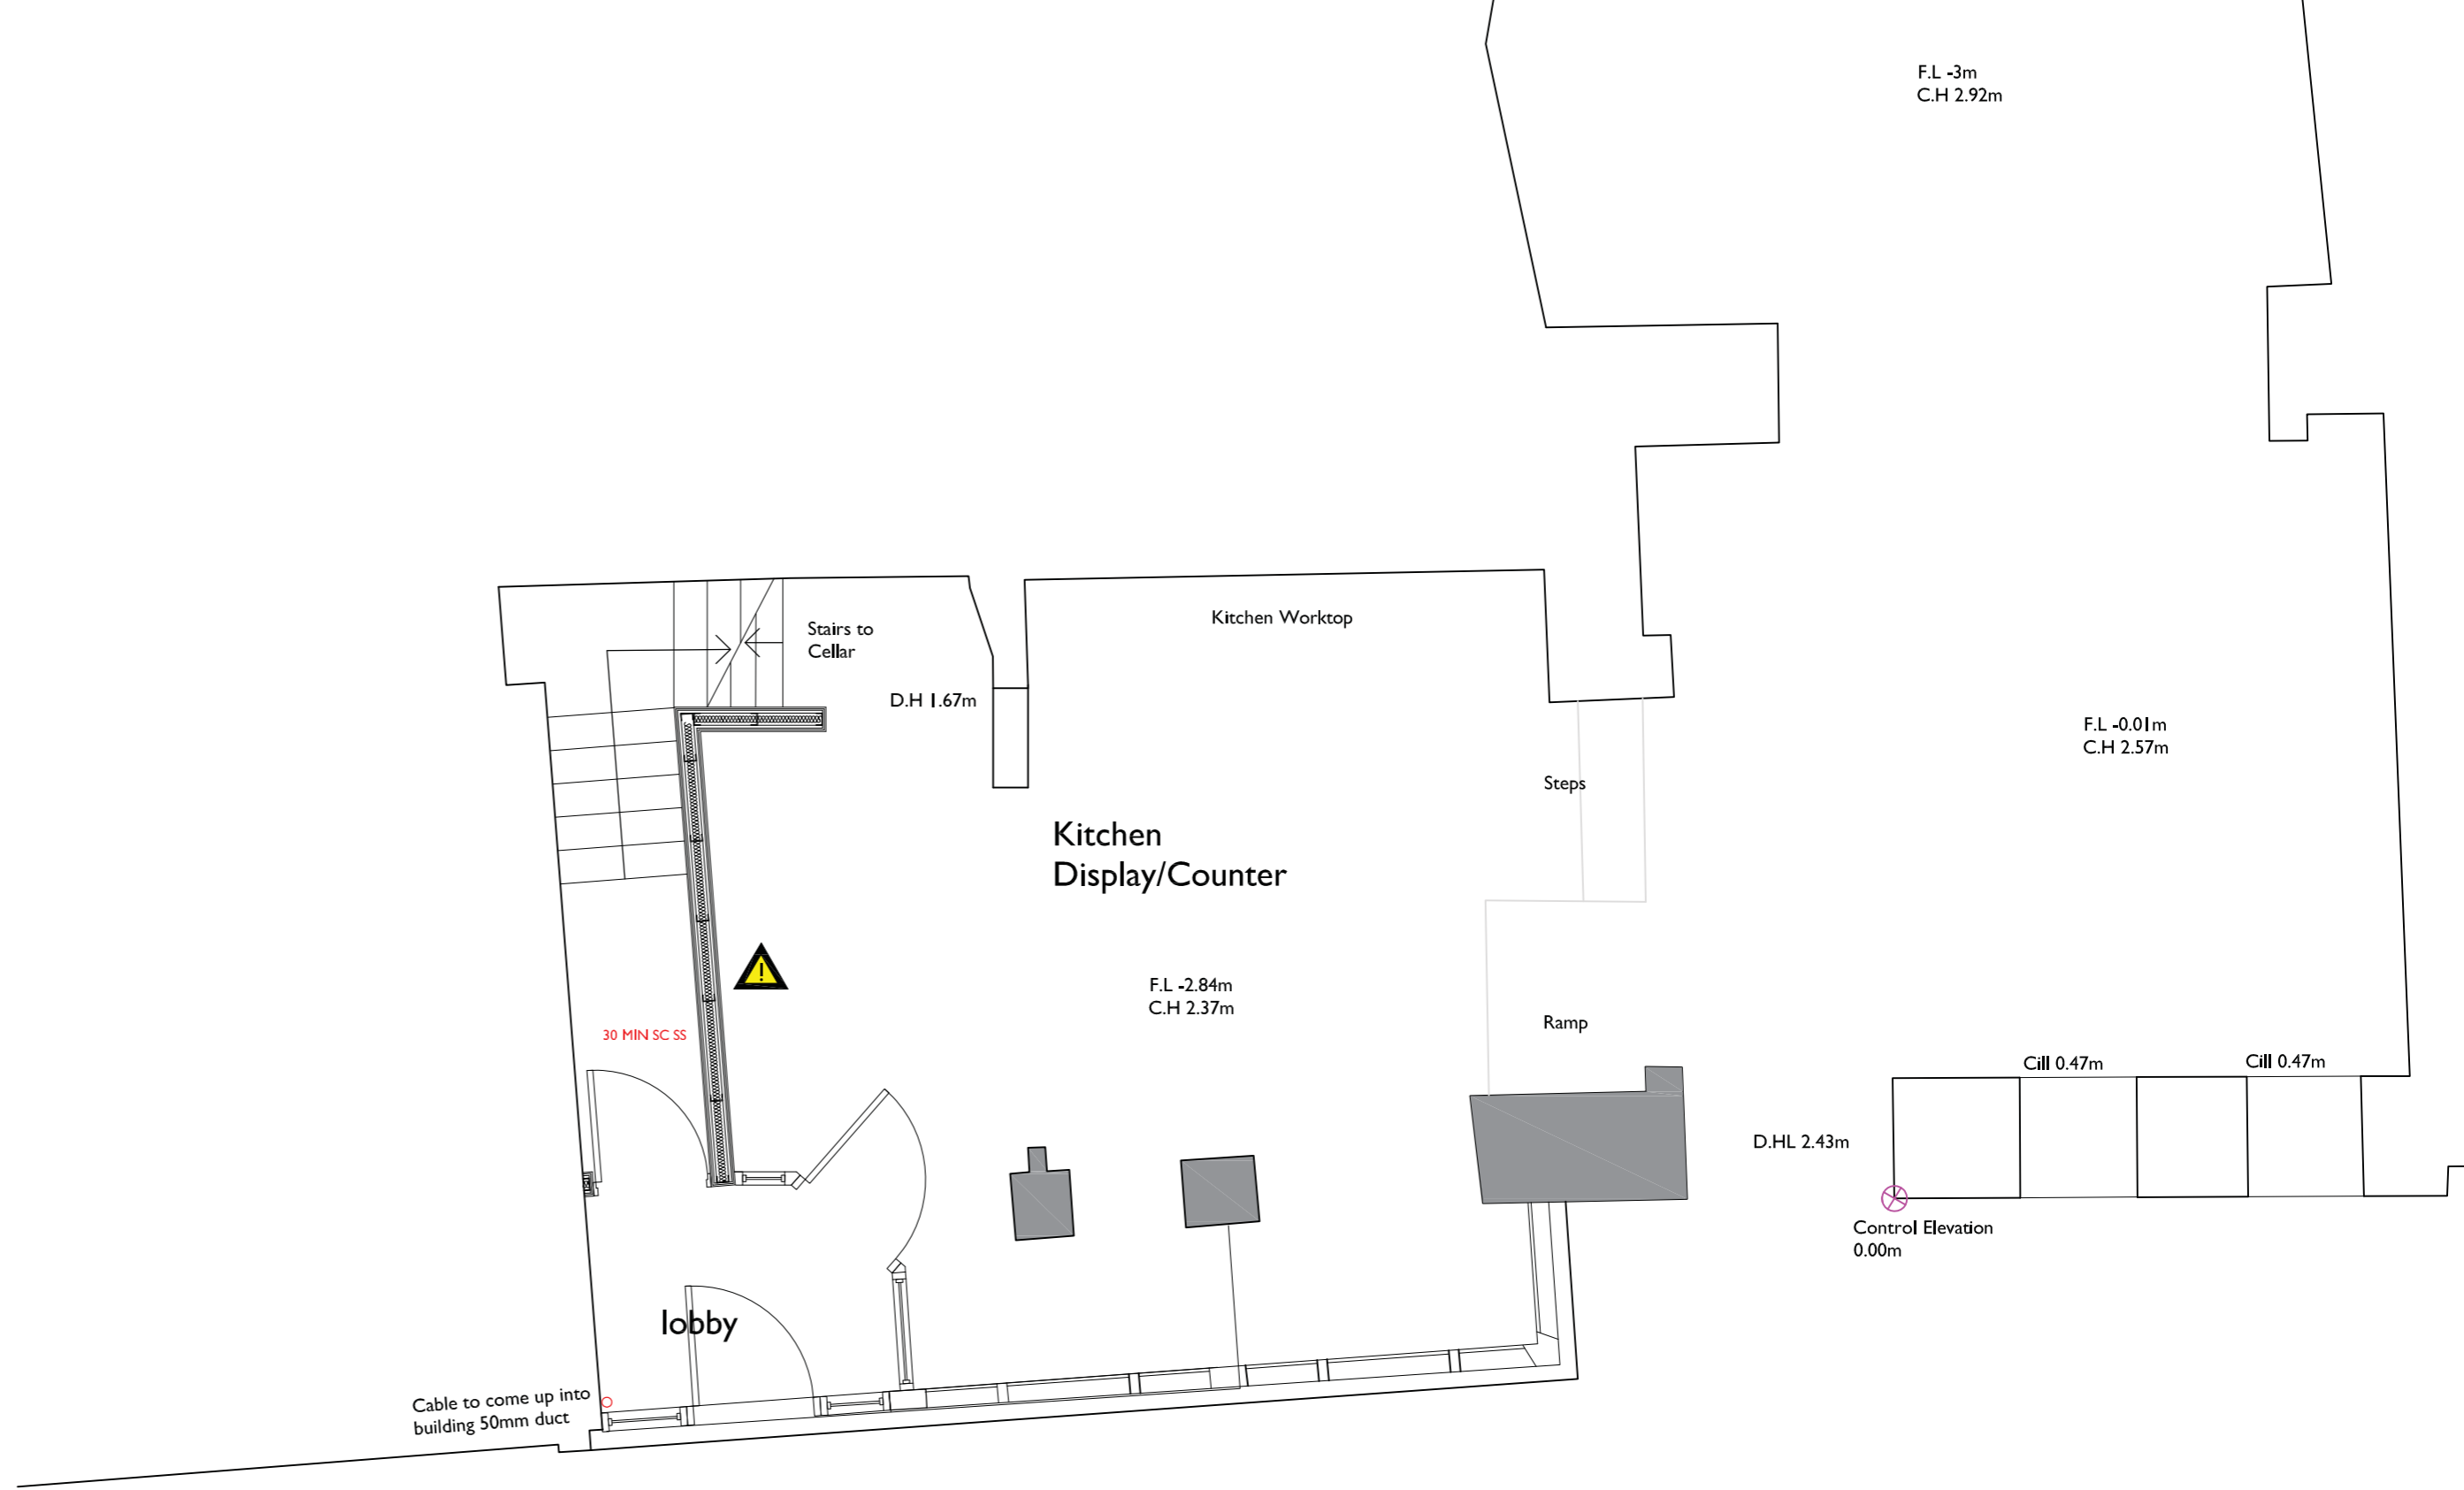 F.L -3m
C.H 2.92m
Kitchen Worktop
Stairs to
Cellar
D.H 1.67m
F.L -0.01m
C.H 2.57m
Steps
Kitchen
Display/Counter
F.L -2.84m
C.H 2.37m
Ramp
!
30 MIN SC SS
Cill 0.47m
Cill 0.47m
D.HL 2.43m
Control Elevation
0.00m
lobby
Cable to come up into
building 50mm duct